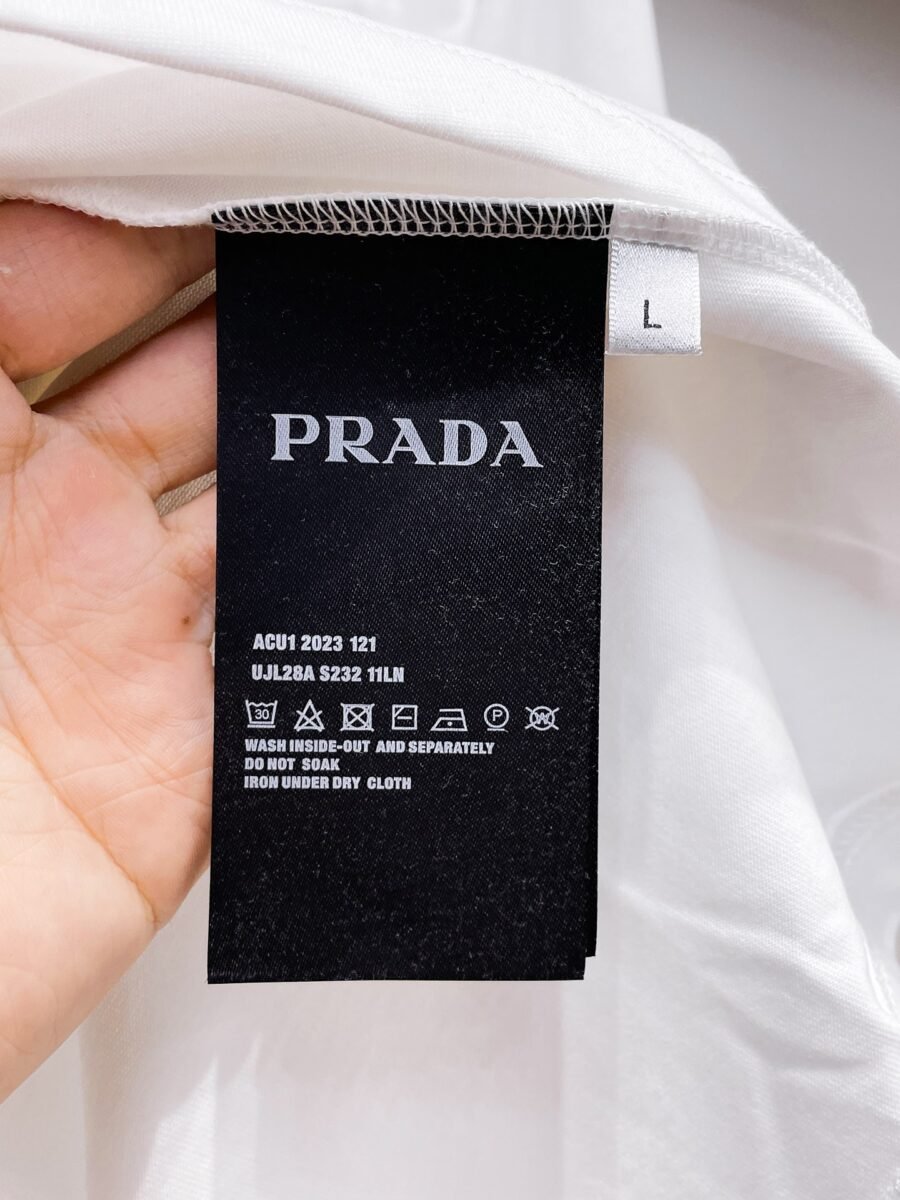 L
PRADA
ACU1 2023 121
UJL28A S232 11LN
30 P W
WASH INSIDE-OUT AND SEPARATELY
DO NOT SOAK
IRON UNDER DRY CLOTH